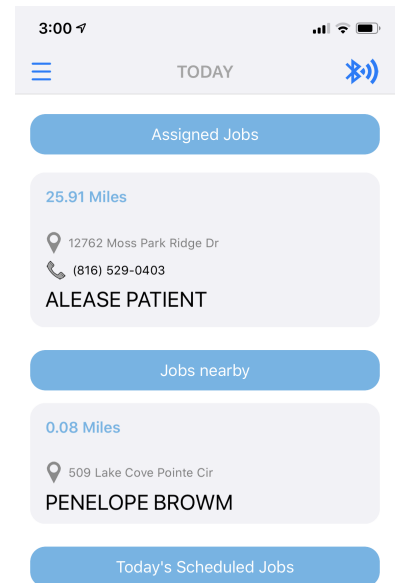 3:00
TODAY
Assigned Jobs
25.91 Miles
12762 Moss Park Ridge Dr
(816) 529-0403
ALEASE PATIENT
Jobs nearby
0.08 Miles
509 Lake Cove Pointe Cir
PENELOPE BROWM
Today's Scheduled Jobs